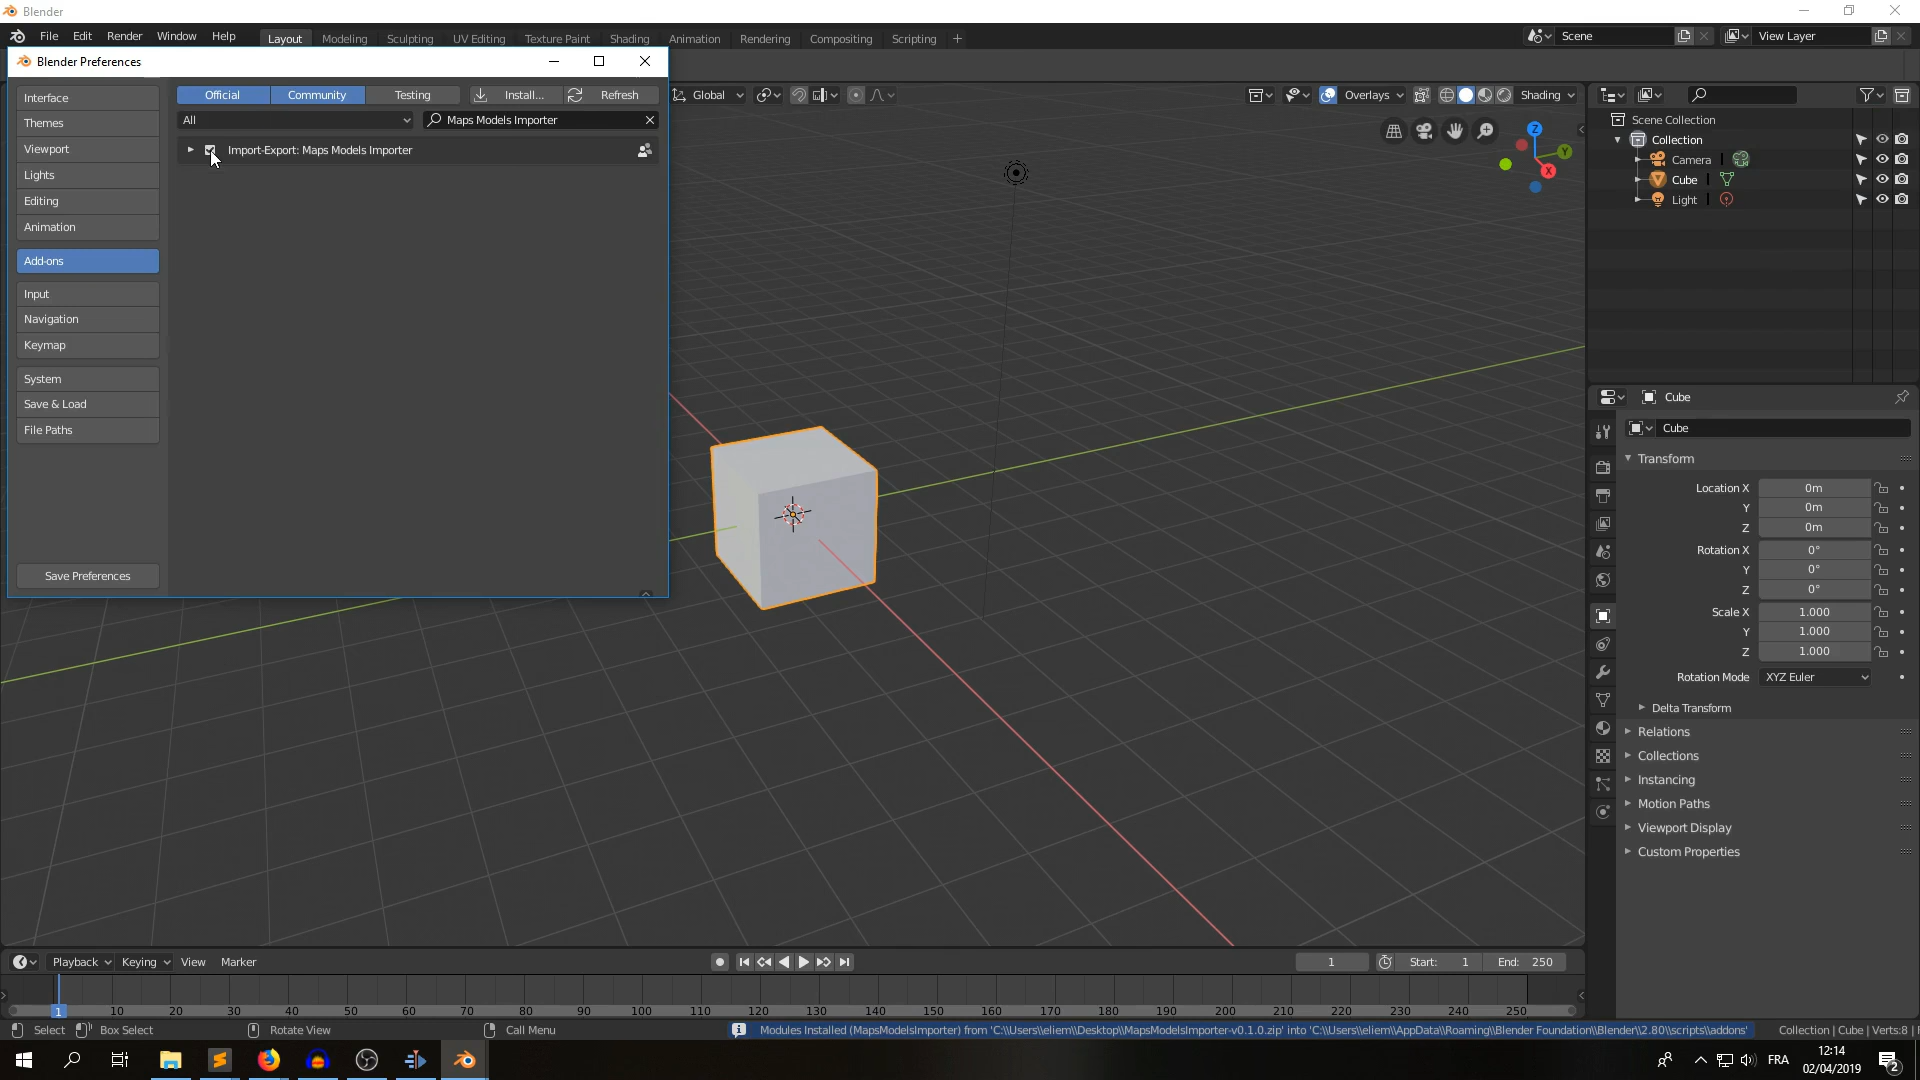 Blender
File Edit Render Window Help Layout Modeling Sculpting UV Editing Texture Paint Shading Animation Rendering Compositing Scripting + Scene View Layer
Blender Preferences
Interface
Themes
Viewport
Lights
Editing
Animation
Add-ons
Input
Navigation
Keymap
System
Save & Load
File Paths
Save Preferences
Official Community Testing Install... Refresh
All Maps Models Importer
Import-Export: Maps Models Importer
Global Overlays Shading
Z
Y
X
Scene Collection
Collection
Camera
Cube
Light
Cube
Cube
Transform
Location X 0m
Y 0m
Z 0m
Rotation X 0°
Y 0°
Z 0°
Scale X 1.000
Y 1.000
Z 1.000
Rotation Mode XYZ Euler
Delta Transform
Relations
Collections
Instancing
Motion Paths
Viewport Display
Custom Properties
Playback Keying View Marker 1 Start: 1 End: 250
1 10 20 30 40 50 60 70 80 90 100 110 120 130 140 150 160 170 180 190 200 210 220 230 240 250
Select Box Select Rotate View Call Menu Modules Installed (MapsModelsImporter) from 'C:\\Users\\eliem\\Desktop\\MapsModelsImporter-v0.1.0.zip' into 'C:\\Users\\eliem\\AppData\\Roaming\\Blender Foundation\\Blender\\2.80\\scripts\\addons' Collection | Cube | Verts:8 |
FRA
12:14
02/04/2019
2